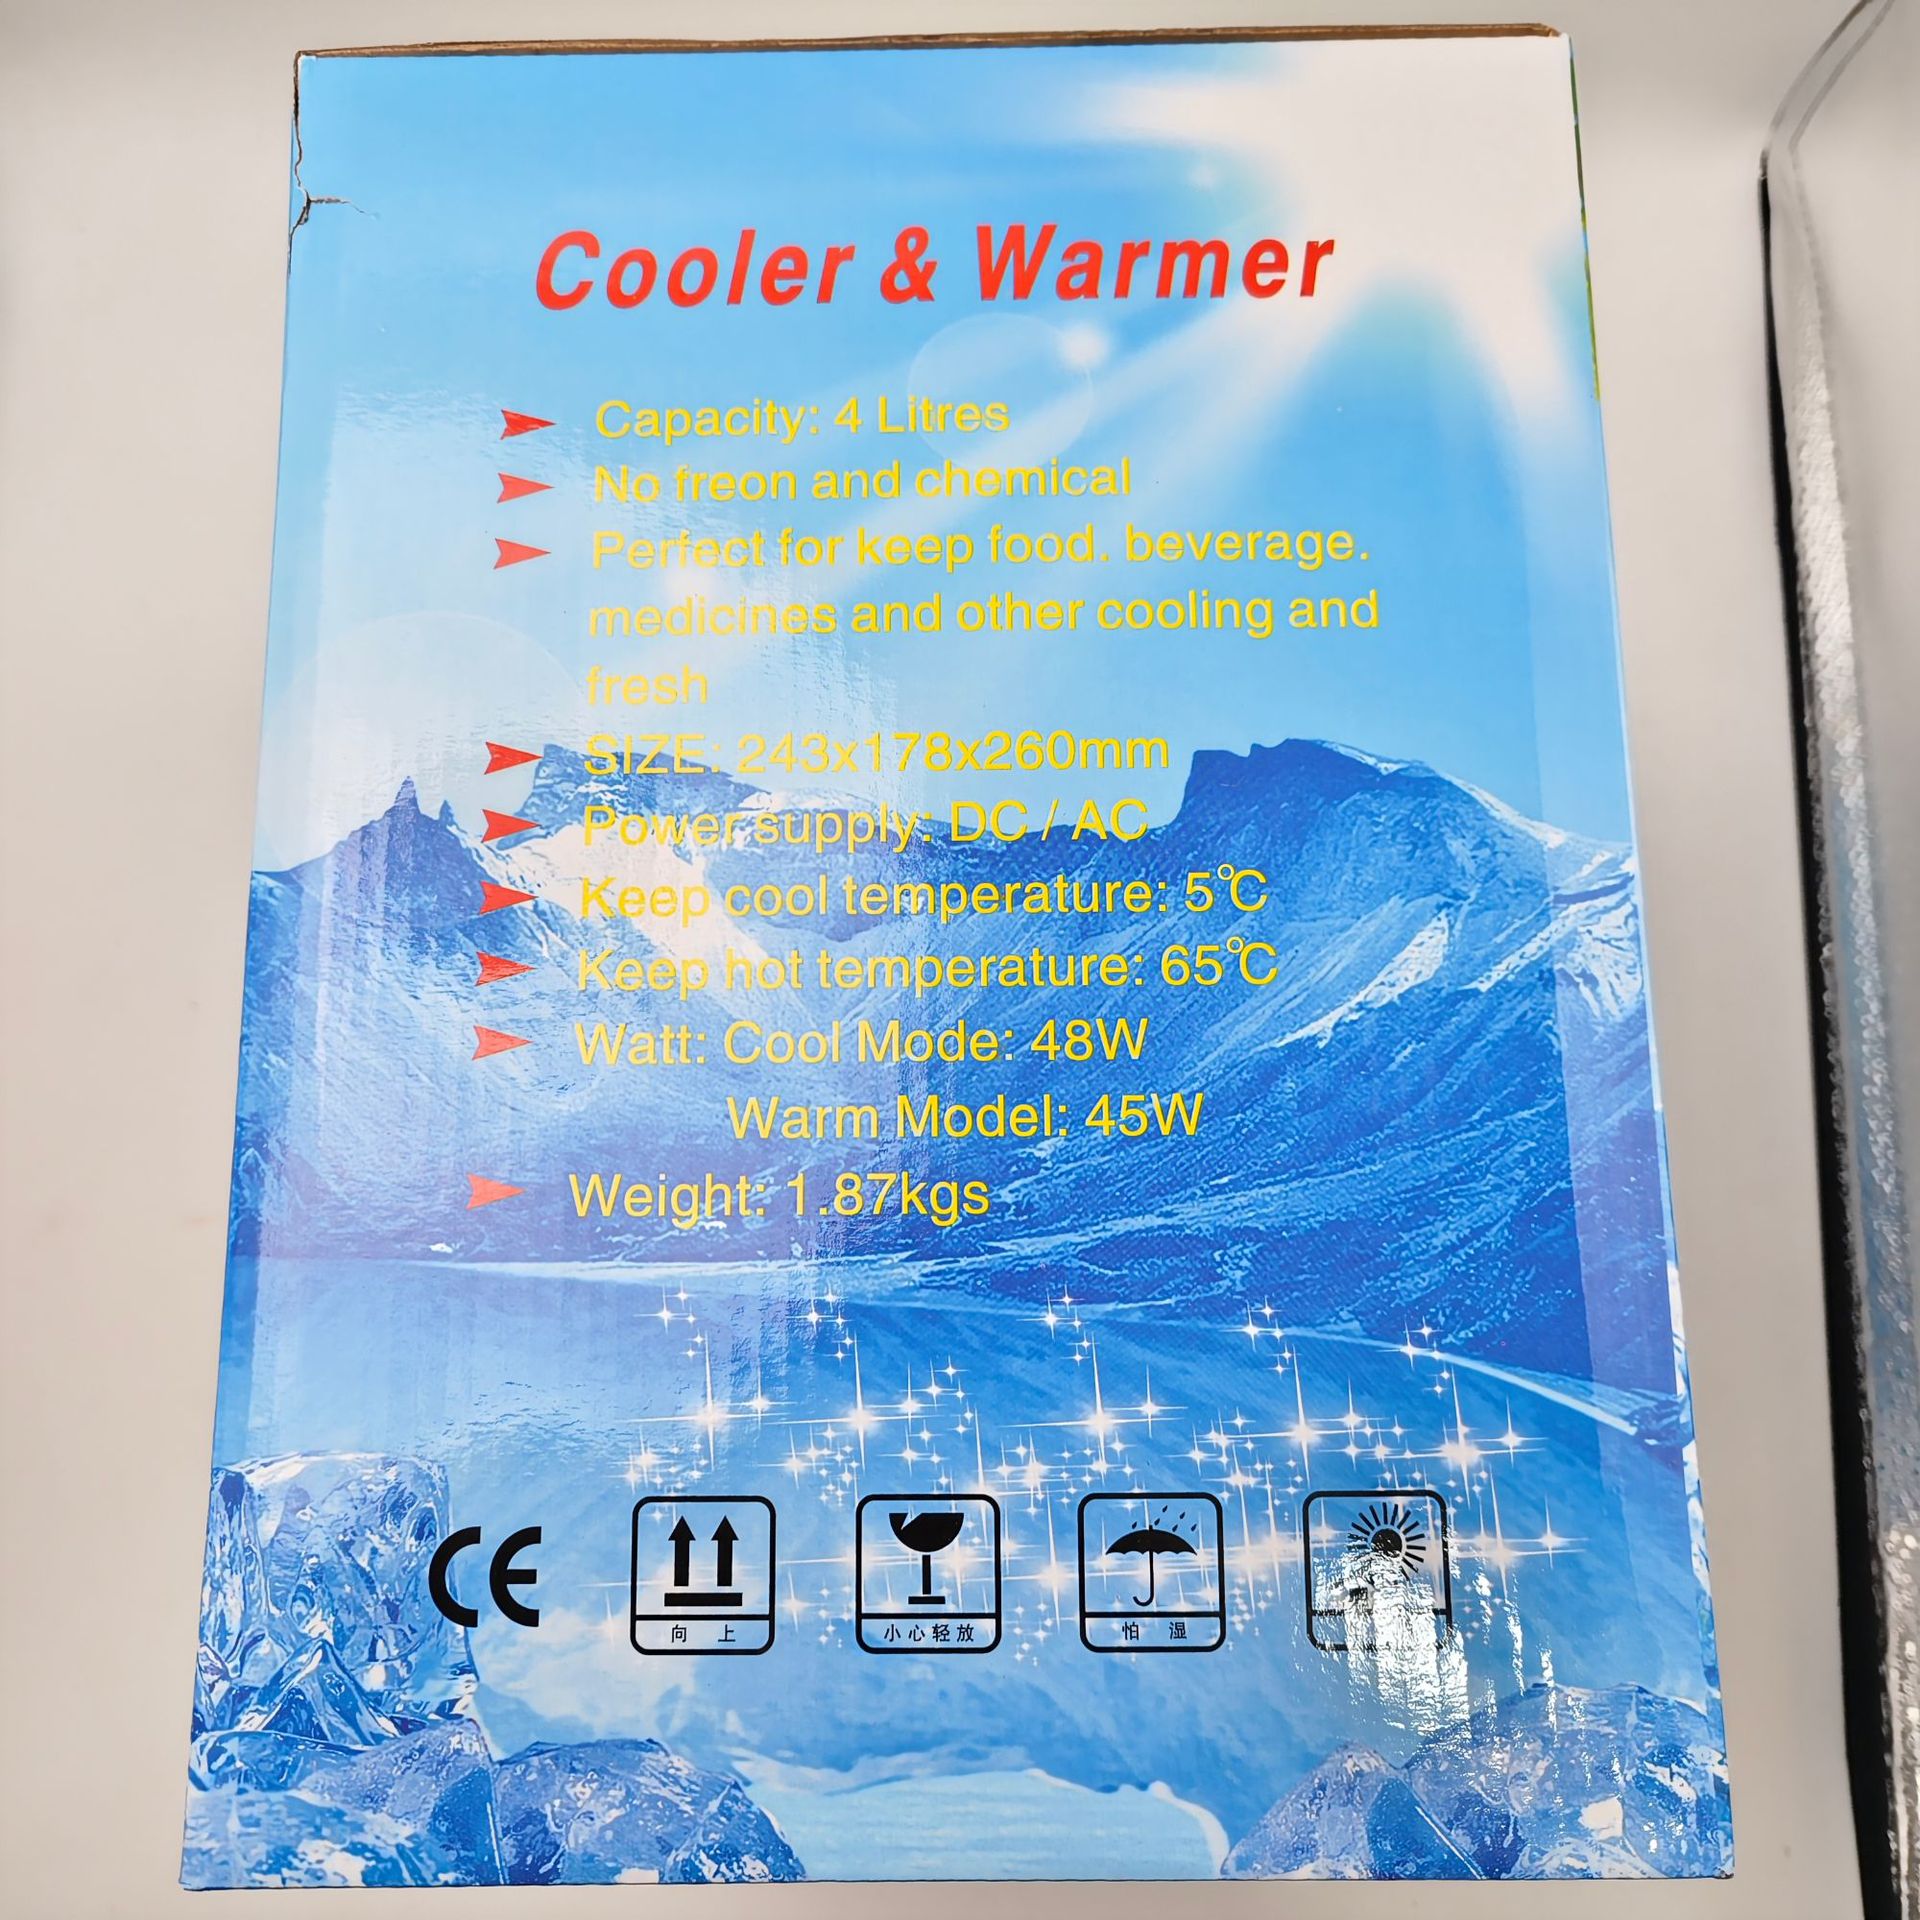 Cooler & Warmer
Capacity: 4 Litres
No freon and chemical
Perfect for keep food. beverage.
medicines and other cooling and
fresh
SIZE: 243x178x260mm
Power supply: DC / AC
Keep cool temperature: 5℃
Keep hot temperature: 65℃
Watt: Cool Mode: 48W
Warm Model: 45W
Weight: 1.87kgs
CE
向 上
小心轻放
怕 湿